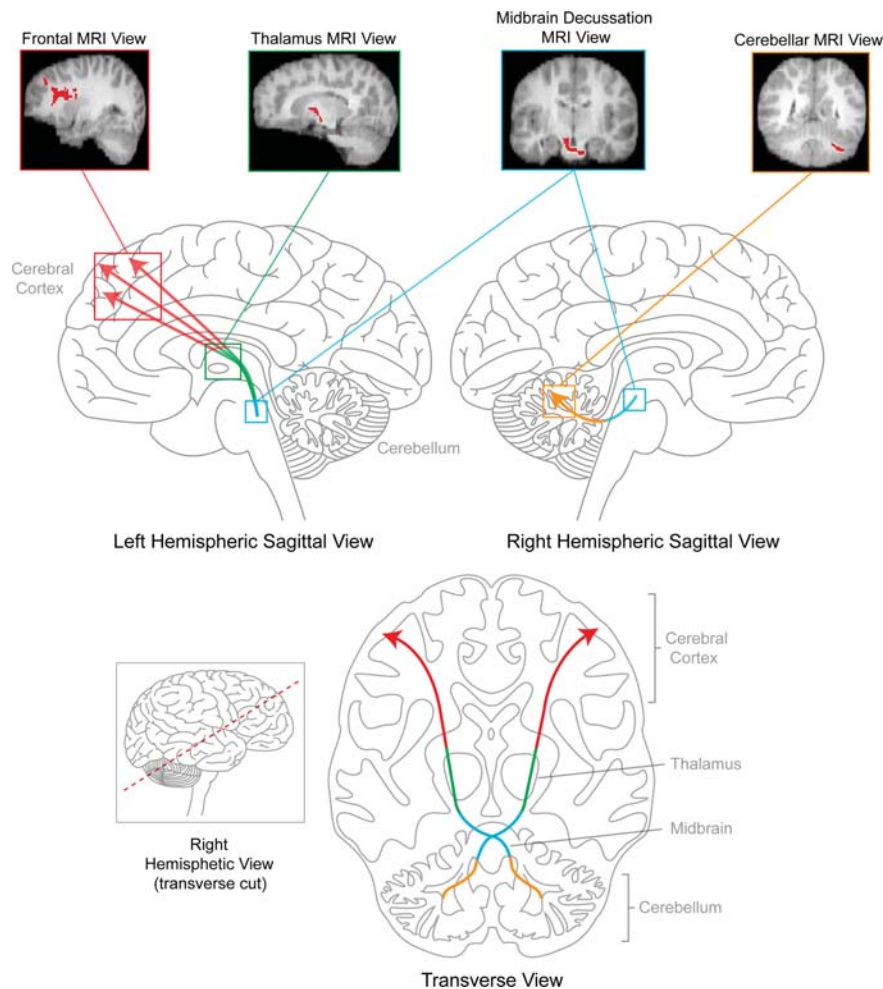 Frontal MRI View
Thalamus MRI View
Midbrain Decussation
MRI View
Cerebellar MRI View
Cerebral
Cortex
Cerebellum
Left Hemispheric Sagittal View
Right Hemispheric Sagittal View
Cerebral
Cortex
Thalamus
Midbrain
Cerebellum
Right
Hemisphetic View
(transverse cut)
Transverse View